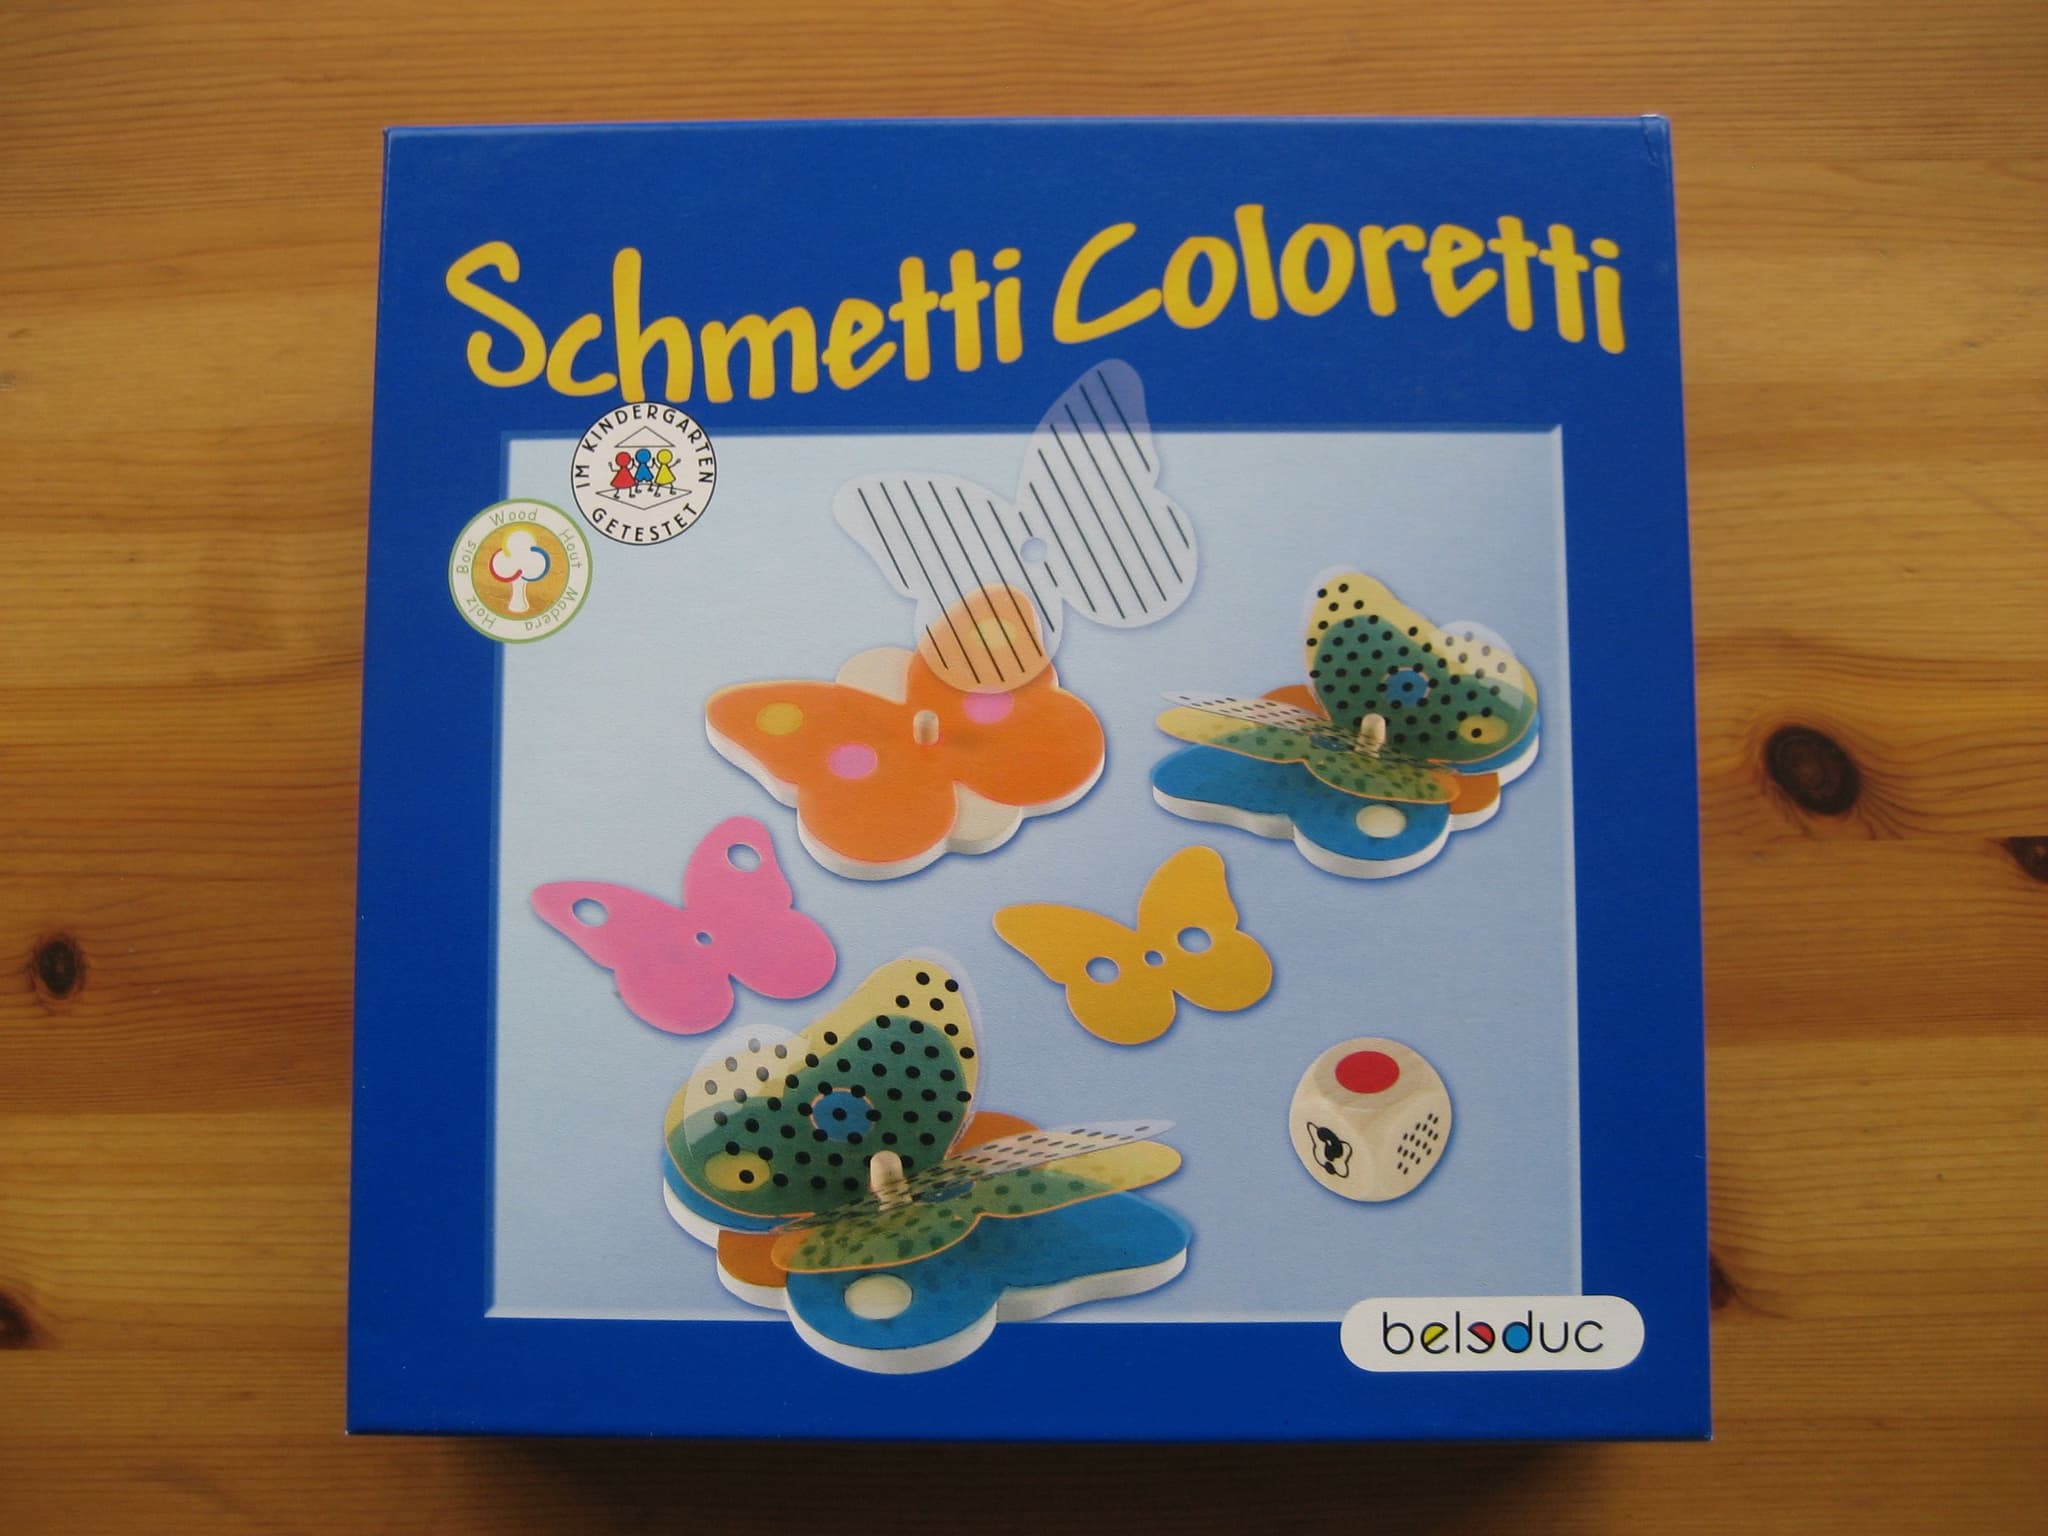 Schmetti Coloretti
IM KINDERGARTEN
GETESTET
Wood
Hout
Madera
Holz
Bois
beleduc